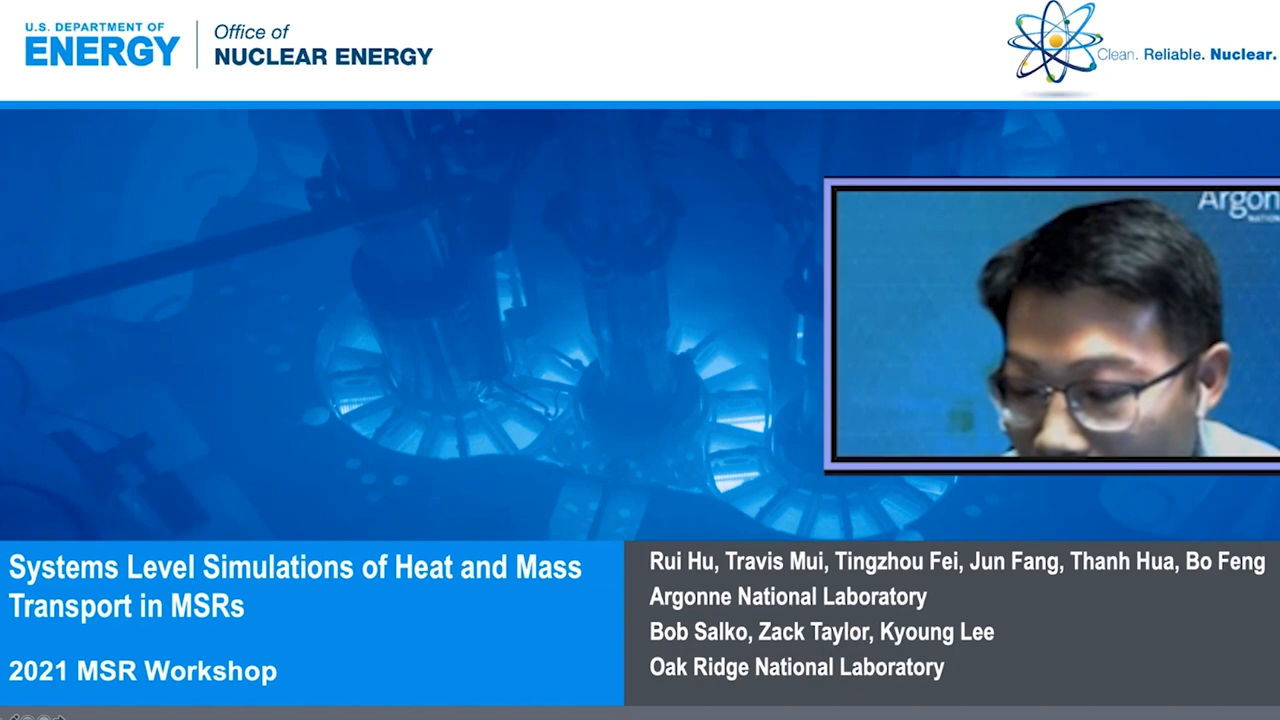 U.S. DEPARTMENT OF
ENERGY
Office of
NUCLEAR ENERGY
Clean. Reliable. Nuclear.
Systems Level Simulations of Heat and Mass
Transport in MSRs
2021 MSR Workshop
Rui Hu, Travis Mui, Tingzhou Fei, Jun Fang, Thanh Hua, Bo Feng
Argonne National Laboratory
Bob Salko, Zack Taylor, Kyoung Lee
Oak Ridge National Laboratory
Argon